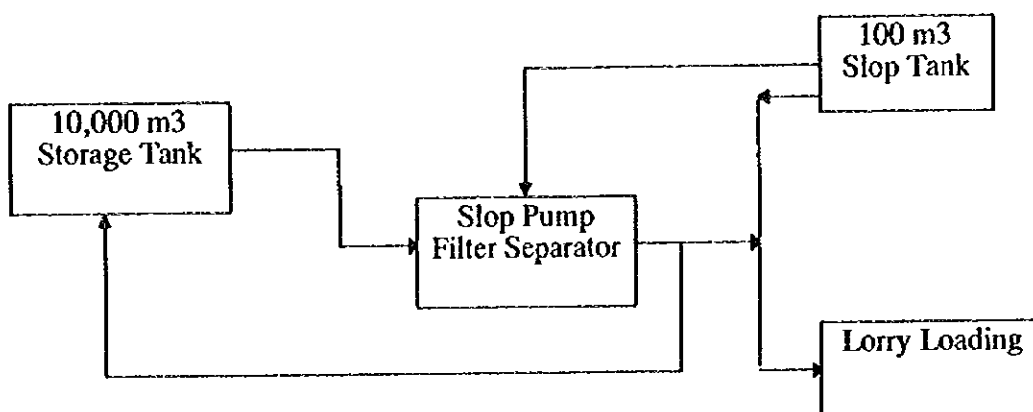 100 m3
Slop Tank
10,000 m3
Storage Tank
Slop Pump
Filter Separator
Lorry Loading